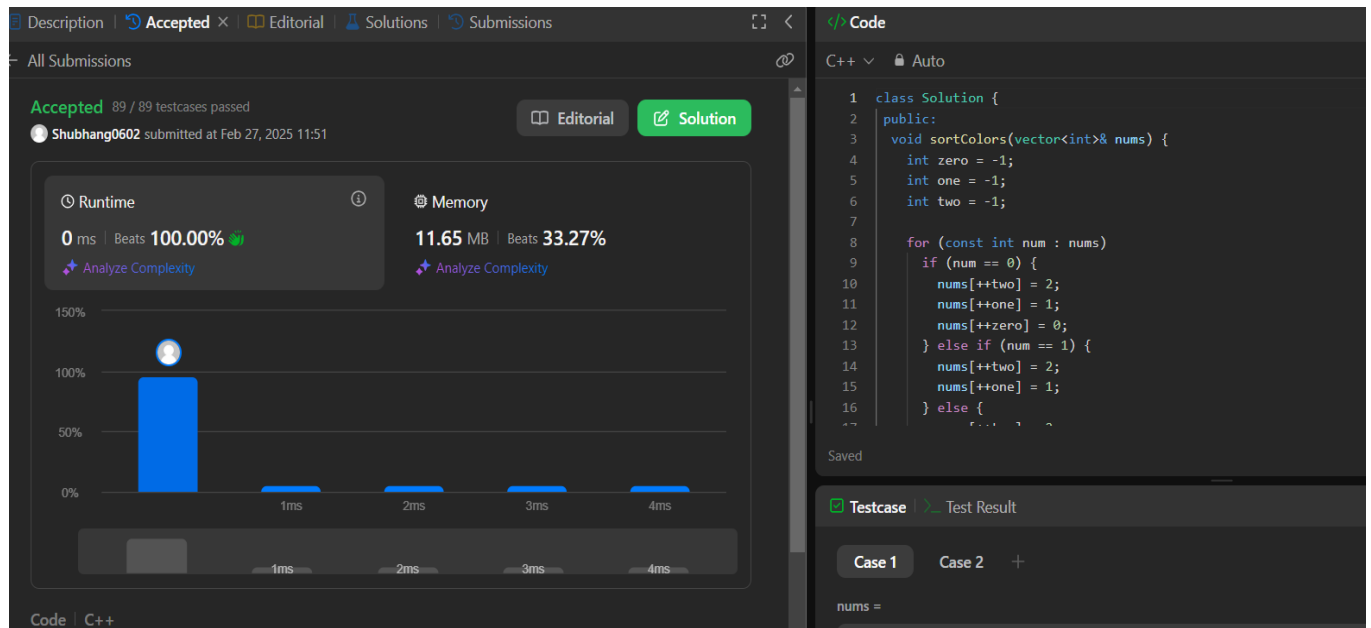 Description Accepted × Editorial Solutions Submissions
All Submissions
Accepted 89 / 89 testcases passed
Shubhang0602 submitted at Feb 27, 2025 11:51
Editorial
Solution
Runtime
0 ms | Beats 100.00%
Analyze Complexity
Memory
11.65 MB | Beats 33.27%
Analyze Complexity
150%
100%
50%
0%
1ms 2ms 3ms 4ms
1ms 2ms 3ms 4ms
Code | C++
</> Code
C++ Auto
1 class Solution {
2 public:
3 void sortColors(vector<int>& nums) {
4 int zero = -1;
5 int one = -1;
6 int two = -1;
7
8 for (const int num : nums)
9 if (num == 0) {
10 nums[++two] = 2;
11 nums[++one] = 1;
12 nums[++zero] = 0;
13 } else if (num == 1) {
14 nums[++two] = 2;
15 nums[++one] = 1;
16 } else {
Saved
Testcase | >_ Test Result
Case 1 Case 2 +
nums =